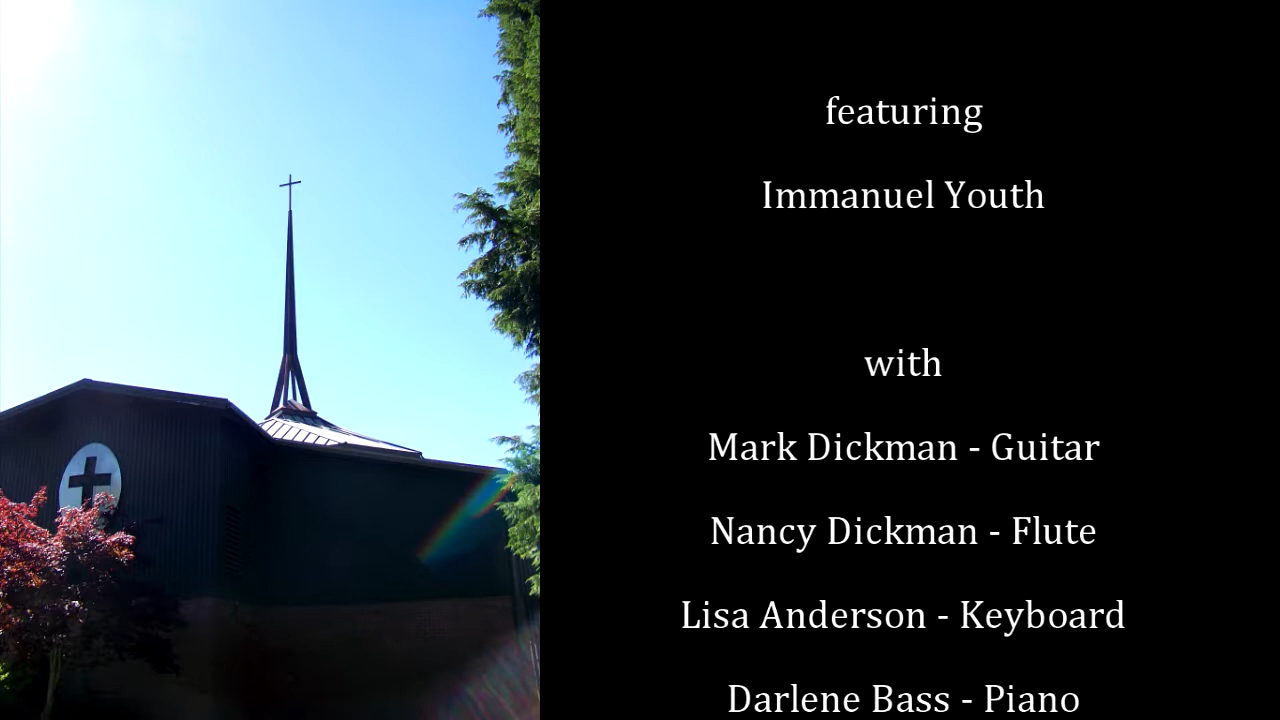 featuring
Immanuel Youth
with
Mark Dickman - Guitar
Nancy Dickman - Flute
Lisa Anderson - Keyboard
Darlene Bass - Piano